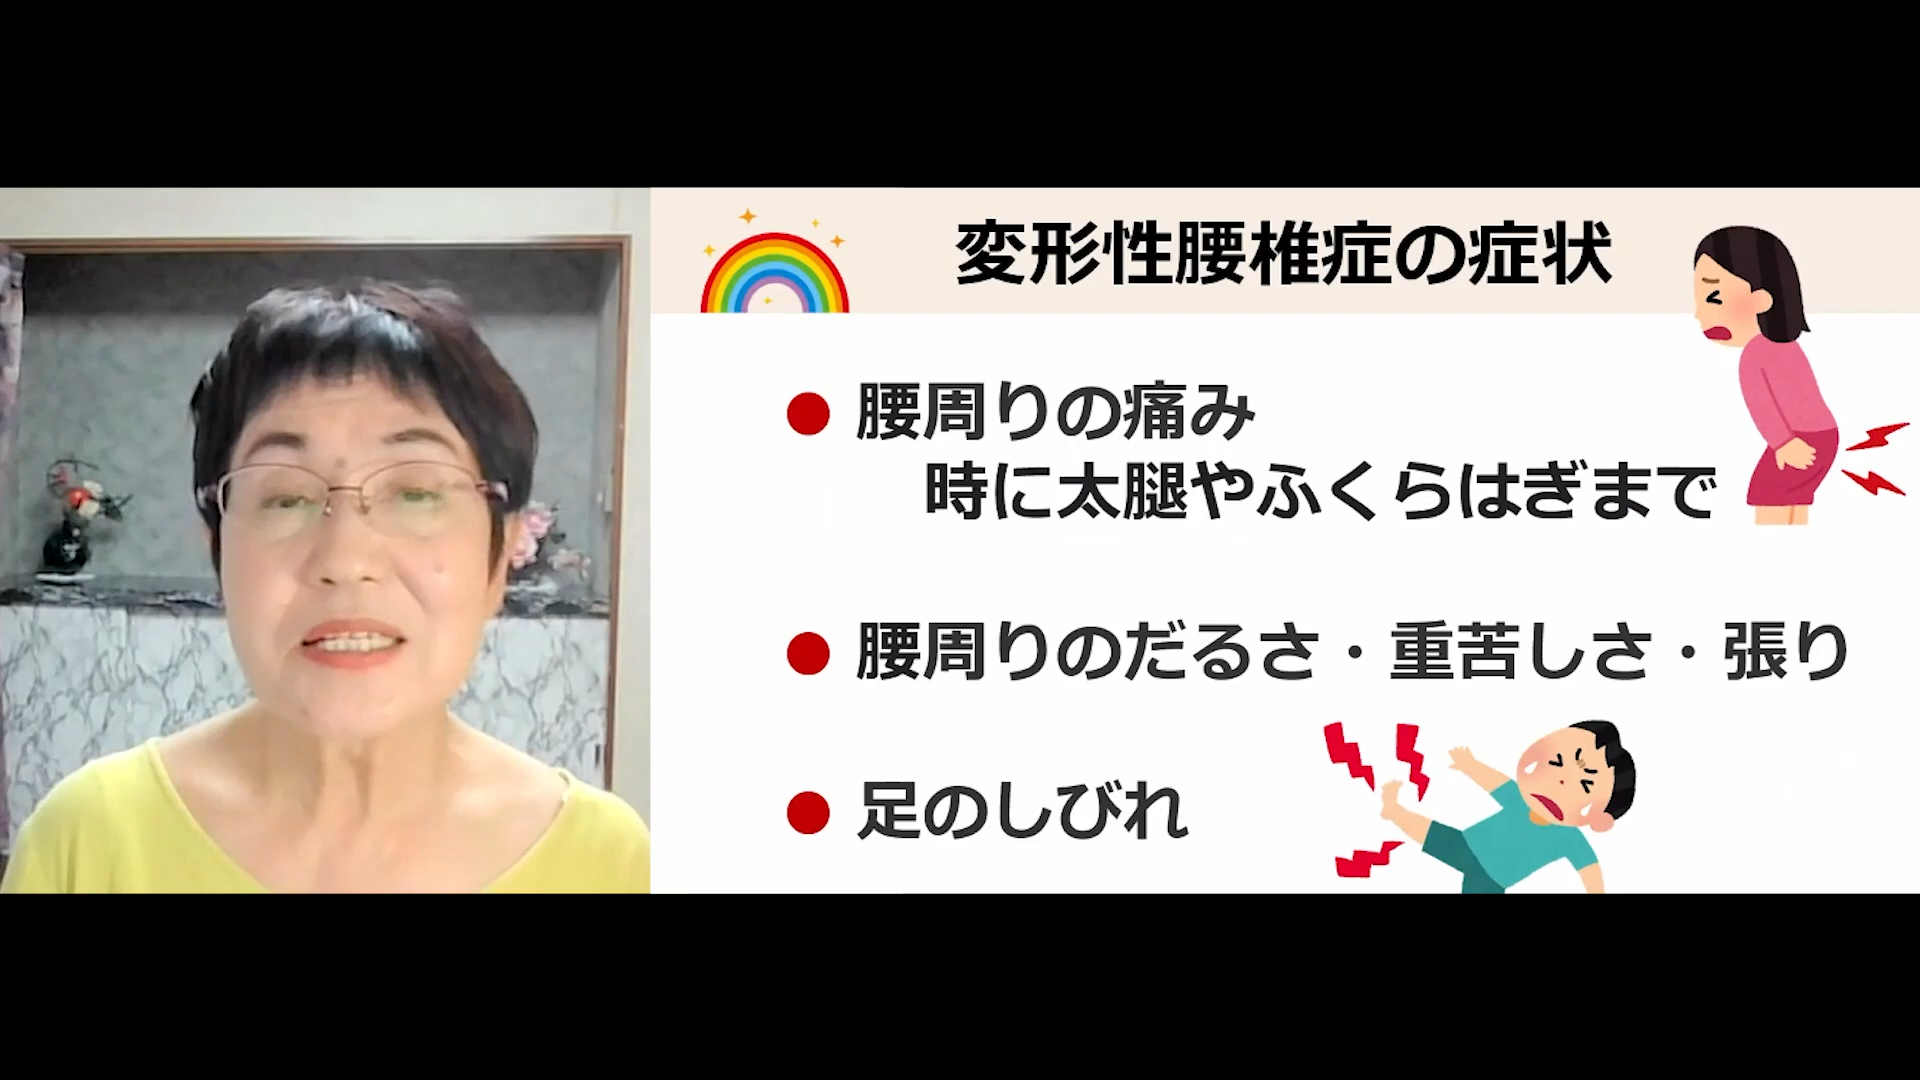 変形性腰椎症の症状
● 腰周りの痛み
時に太腿やふくらはぎまで
● 腰周りのだるさ・重苦しさ・張り
● 足のしびれ